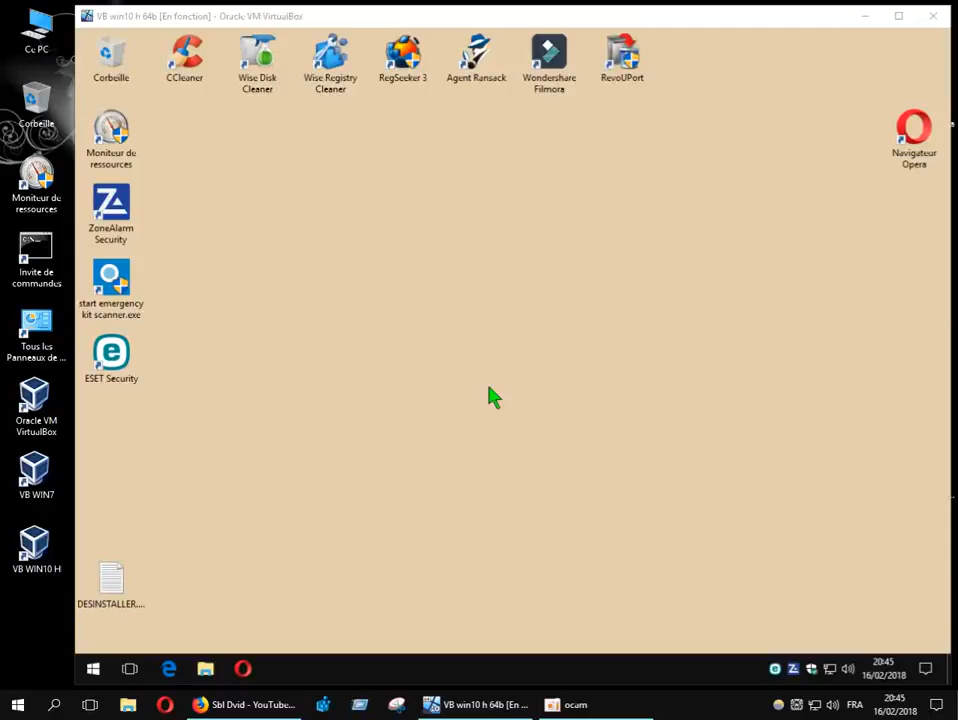 VB win10 h 64b [En fonction] - Oracle VM VirtualBox
Ce PC
Corbeille
Moniteur de
ressources
Invite de
commandes
Tous les
Panneaux de ...
Oracle VM
VirtualBox
VB WIN7
VB WIN10 H
Corbeille
CCleaner
Wise Disk
Cleaner
Wise Registry
Cleaner
RegSeeker 3
Agent Ransack
Wondershare
Filmora
RevoUPort
Moniteur de
ressources
Navigateur
Opera
ZoneAlarm
Security
start emergency
kit scanner.exe
ESET Security
DESINSTALLER....
20:45
16/02/2018
Sbl Dvid - YouTube...
VB win10 h 64b [En ...
ocam
FRA
20:45
16/02/2018